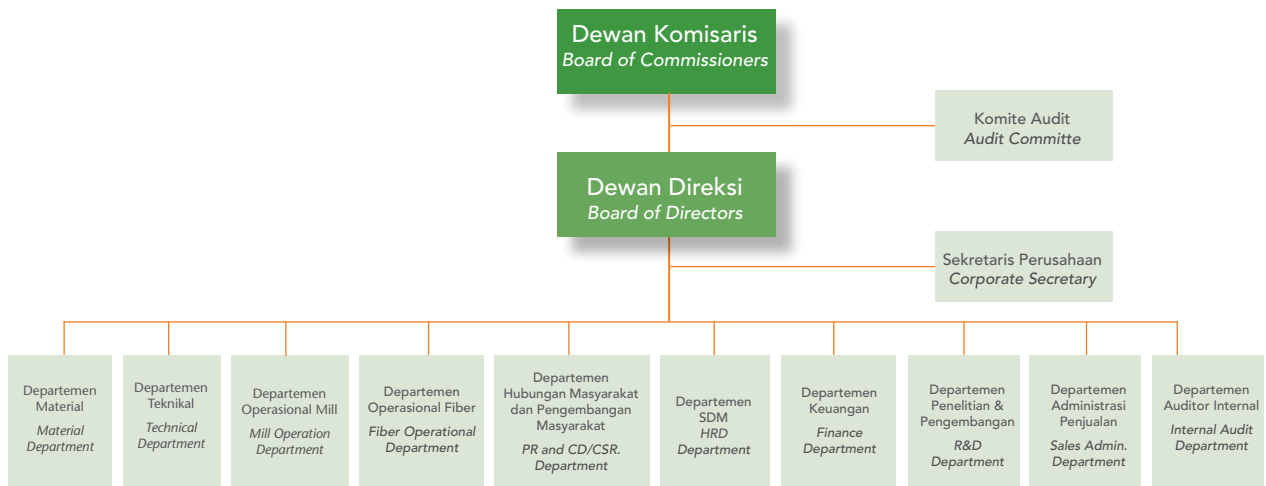 Dewan Komisaris
Board of Commissioners
Komite Audit
Audit Committe
Dewan Direksi
Board of Directors
Sekretaris Perusahaan
Corporate Secretary
Departemen
Material
Material
Department
Departemen
Teknikal
Technical
Department
Departemen
Operasional Mill
Mill Operation
Department
Departemen
Operasional Fiber
Fiber Operational
Department
Departemen
Hubungan Masyarakat
dan Pengembangan
Masyarakat
PR and CD/CSR.
Department
Departemen
SDM
HRD
Department
Departemen
Keuangan
Finance
Department
Departemen
Penelitian &
Pengembangan
R&D
Department
Departemen
Administrasi
Penjualan
Sales Admin.
Department
Departemen
Auditor Internal
Internal Audit
Department